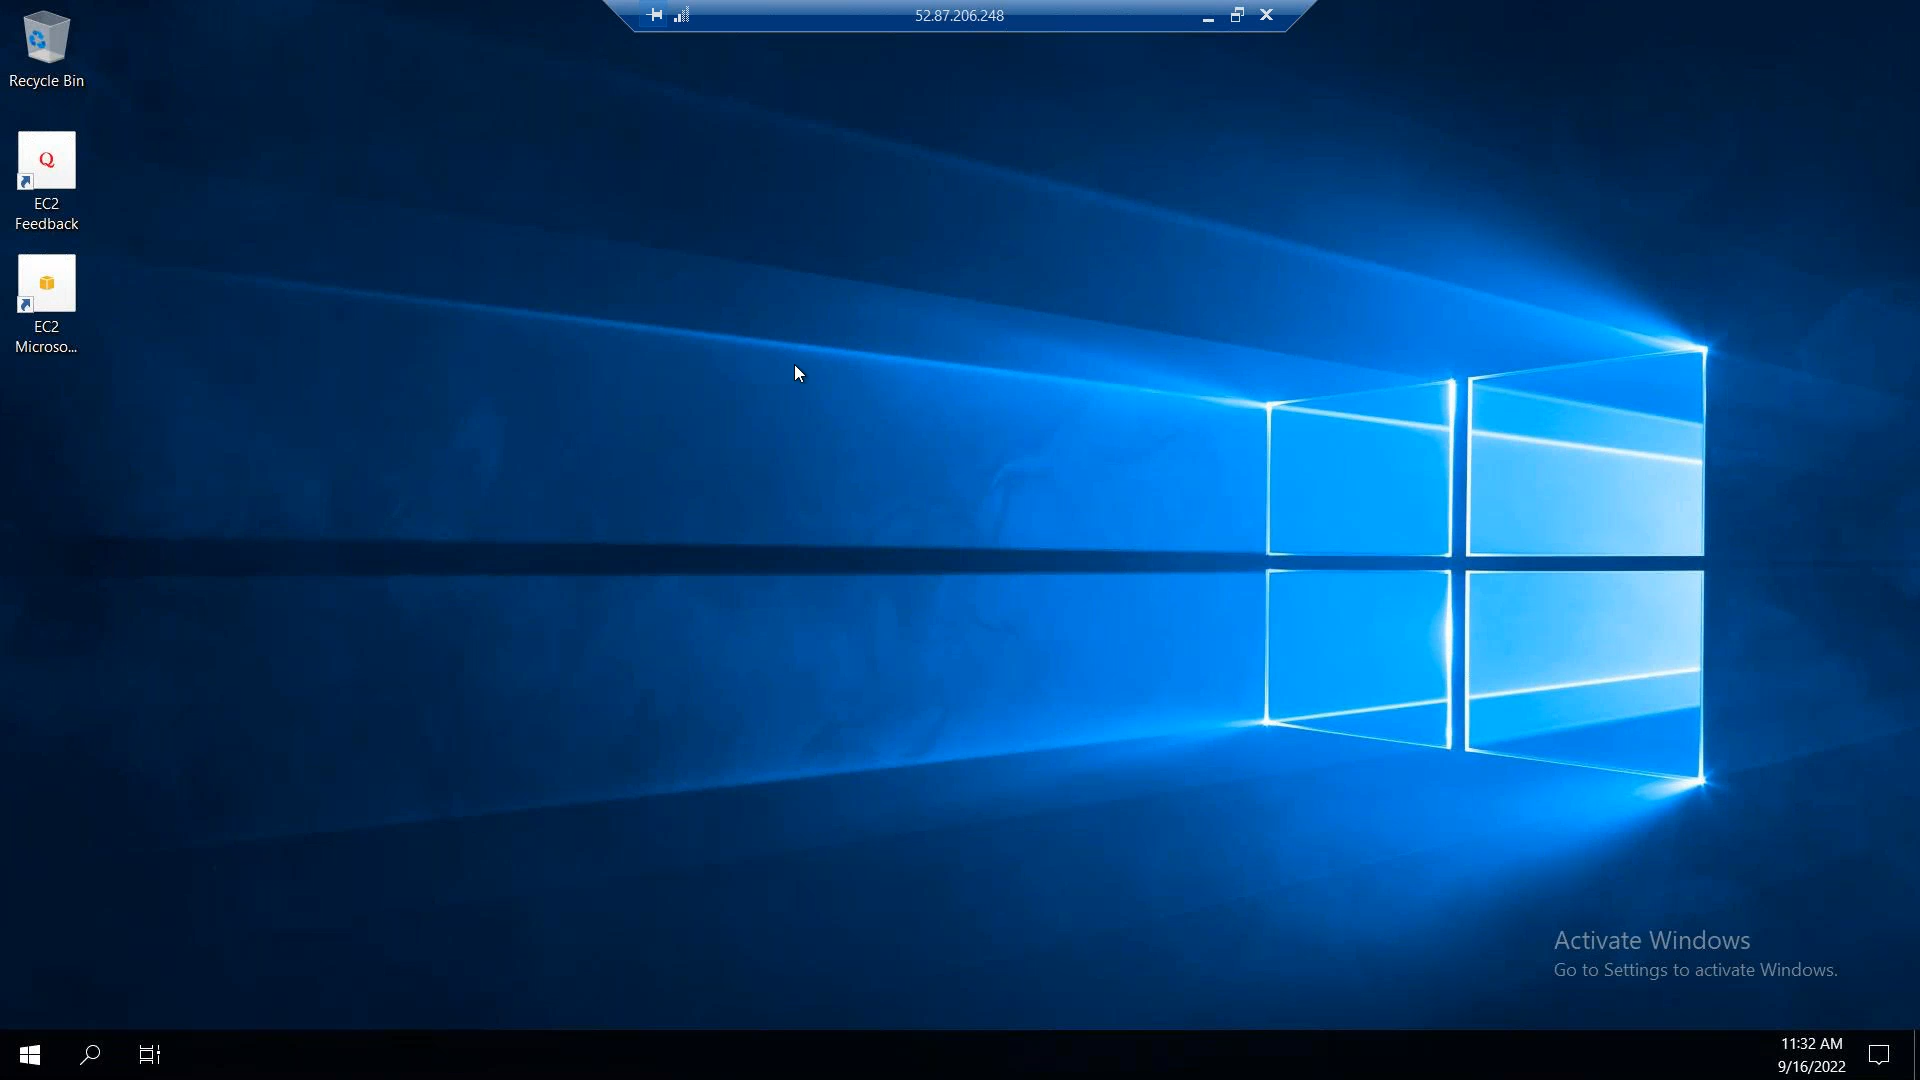 52.87.206.248
Recycle Bin
Q
EC2
Feedback
EC2
Microso...
Activate Windows
Go to Settings to activate Windows.
11:32 AM
9/16/2022